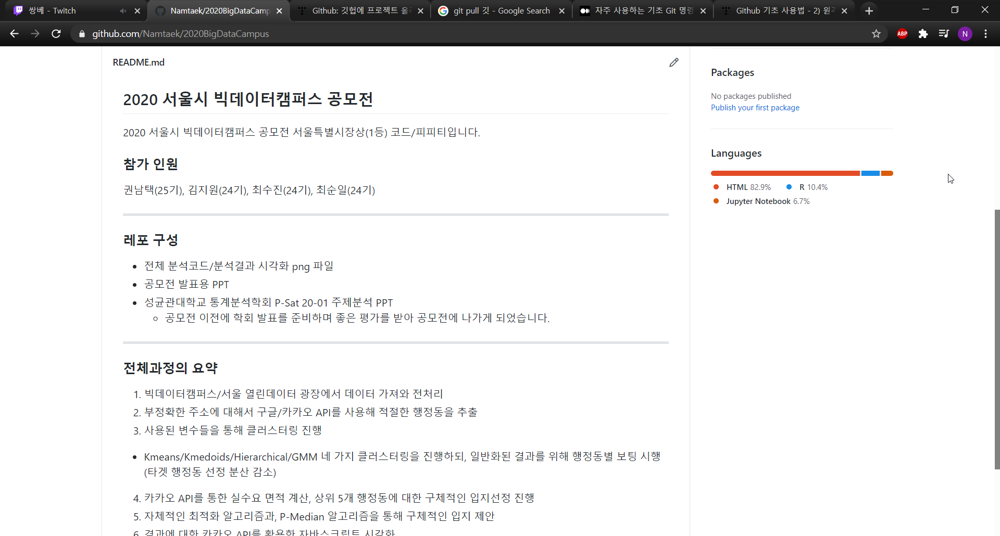 쌍베 - Twitch
Namtaek/2020BigDataCamp
Github: 깃헙에 프로젝트 올리
git pull 깃 - Google Search
자주 사용하는 기초 Git 명령
Github 기초 사용법 - 2) 원격
github.com/Namtaek/2020BigDataCampus
ABP
N
README.md
2020 서울시 빅데이터캠퍼스 공모전
2020 서울시 빅데이터캠퍼스 공모전 서울특별시장상(1등) 코드/피피티입니다.
참가 인원
권남택(25기), 김지원(24기), 최수진(24기), 최순일(24기)
레포 구성
전체 분석코드/분석결과 시각화 png 파일
공모전 발표용 PPT
성균관대학교 통계분석학회 P-Sat 20-01 주제분석 PPT
공모전 이전에 학회 발표를 준비하며 좋은 평가를 받아 공모전에 나가게 되었습니다.
전체과정의 요약
1. 빅데이터캠퍼스/서울 열린데이터 광장에서 데이터 가져와 전처리
2. 부정확한 주소에 대해서 구글/카카오 API를 사용해 적절한 행정동을 추출
3. 사용된 변수들을 통해 클러스터링 진행
Kmeans/Kmedoids/Hierarchical/GMM 네 가지 클러스터링을 진행하되, 일반화된 결과를 위해 행정동별 보팅 시행
(타겟 행정동 선정 분산 감소)
4. 카카오 API를 통한 실수요 면적 계산, 상위 5개 행정동에 대한 구체적인 입지선정 진행
5. 자체적인 최적화 알고리즘과, P-Median 알고리즘을 통해 구체적인 입지 제안
6. 결과에 대한 카카오 API를 활용한 자바스크립트 시각화
Packages
No packages published
Publish your first package
Languages
HTML 82.9%
R 10.4%
Jupyter Notebook 6.7%